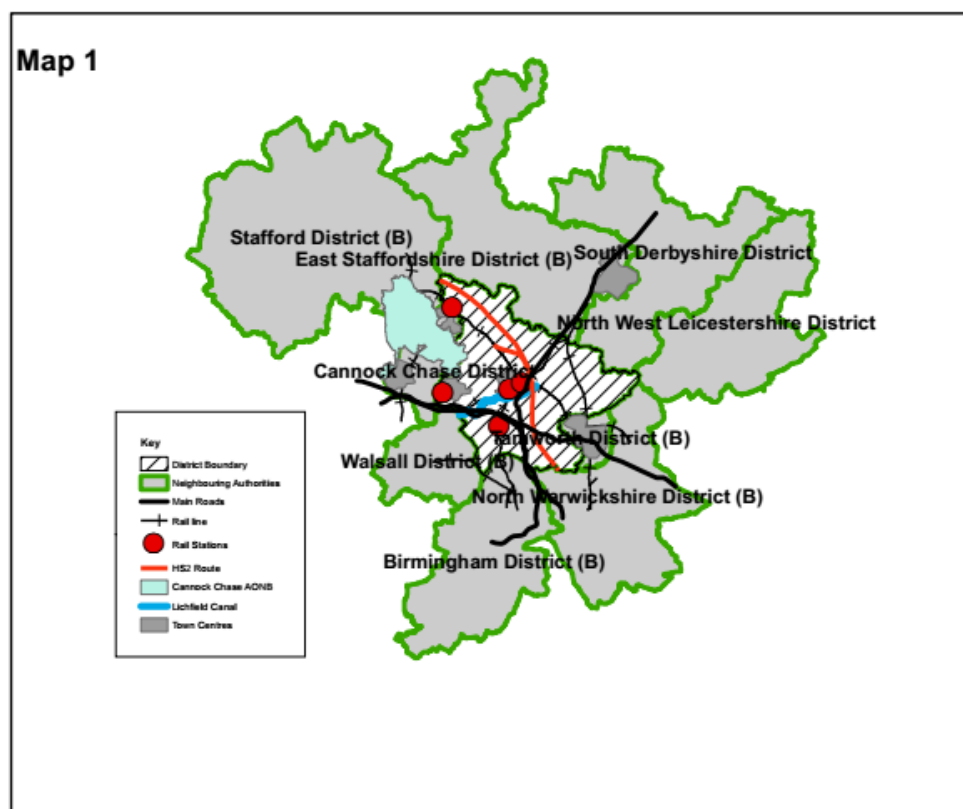 Map 1
Stafford District (B)
East Staffordshire District (B)
South Derbyshire District
North West Leicestershire District
Cannock Chase District
Tamworth District (B)
Walsall District (B)
North Warwickshire District (B)
Birmingham District (B)
Key
District Boundary
Neighbouring Authorities
Main Roads
Rail line
Rail Stations
HS2 Route
Cannock Chase AONB
Lichfield Canal
Town Centres